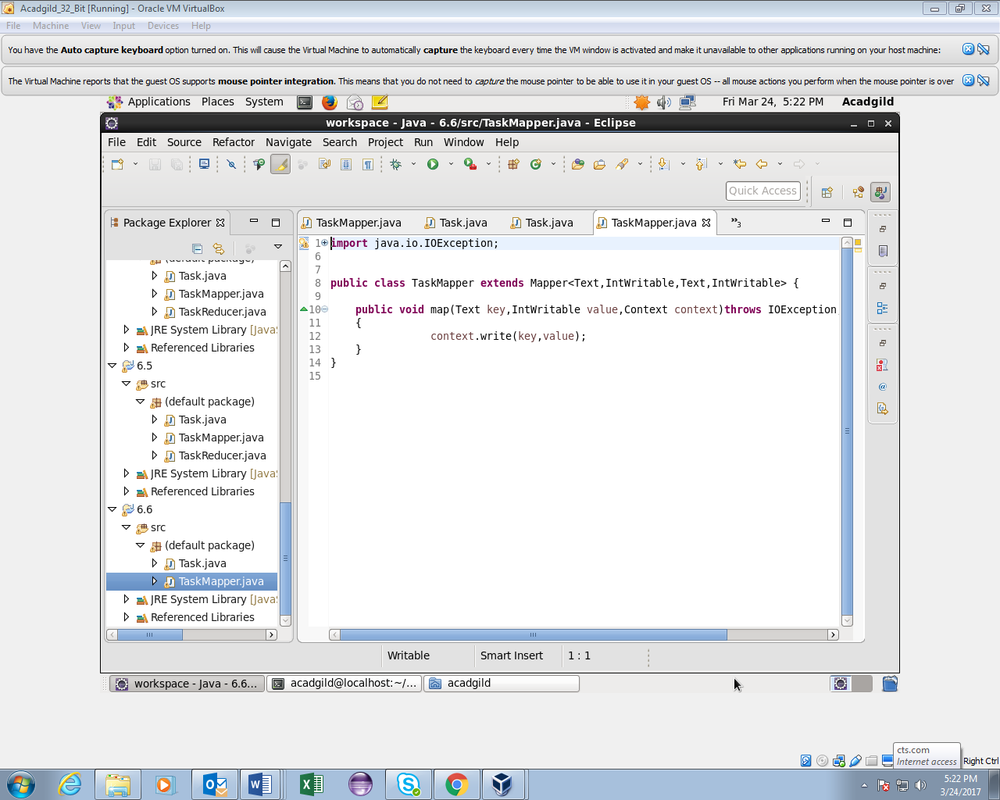 Acadgild_32_Bit [Running] - Oracle VM VirtualBox
File Machine View Input Devices Help
You have the Auto capture keyboard option turned on. This will cause the Virtual Machine to automatically capture the keyboard every time the VM window is activated and make it unavailable to other applications running on your host machine:
The Virtual Machine reports that the guest OS supports mouse pointer integration. This means that you do not need to capture the mouse pointer to be able to use it in your guest OS -- all mouse actions you perform when the mouse pointer is over
Applications Places System Fri Mar 24, 5:22 PM Acadgild
workspace - Java - 6.6/src/TaskMapper.java - Eclipse
File Edit Source Refactor Navigate Search Project Run Window Help
Quick Access
Package Explorer
(default package)
Task.java
TaskMapper.java
TaskReducer.java
JRE System Library [Java
Referenced Libraries
6.5
src
(default package)
Task.java
TaskMapper.java
TaskReducer.java
JRE System Library [Java
Referenced Libraries
6.6
src
(default package)
Task.java
TaskMapper.java
JRE System Library [Java
Referenced Libraries
TaskMapper.java Task.java Task.java TaskMapper.java »3
1 import java.io.IOException;
6
7
8 public class TaskMapper extends Mapper<Text,IntWritable,Text,IntWritable> {
9
10 public void map(Text key,IntWritable value,Context context)throws IOException
11 {
12 context.write(key,value);
13 }
14 }
15
Writable Smart Insert 1 : 1
workspace - Java - 6.6... acadgild@localhost:~/... acadgild
cts.com
Internet access
Right Ctrl
5:22 PM
3/24/2017